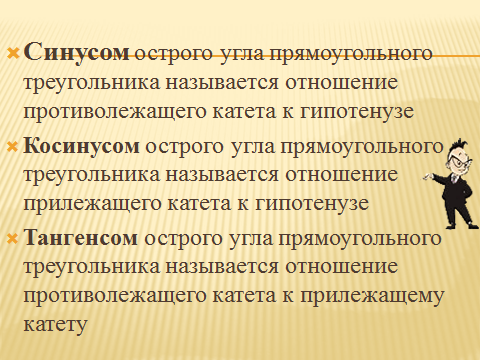 Синусом острого угла прямоугольного
треугольника называется отношение
противолежащего катета к гипотенузе
Косинусом острого угла прямоугольного
треугольника называется отношение
прилежащего катета к гипотенузе
Тангенсом острого угла прямоугольного
треугольника называется отношение
противолежащего катета к прилежащему
катету